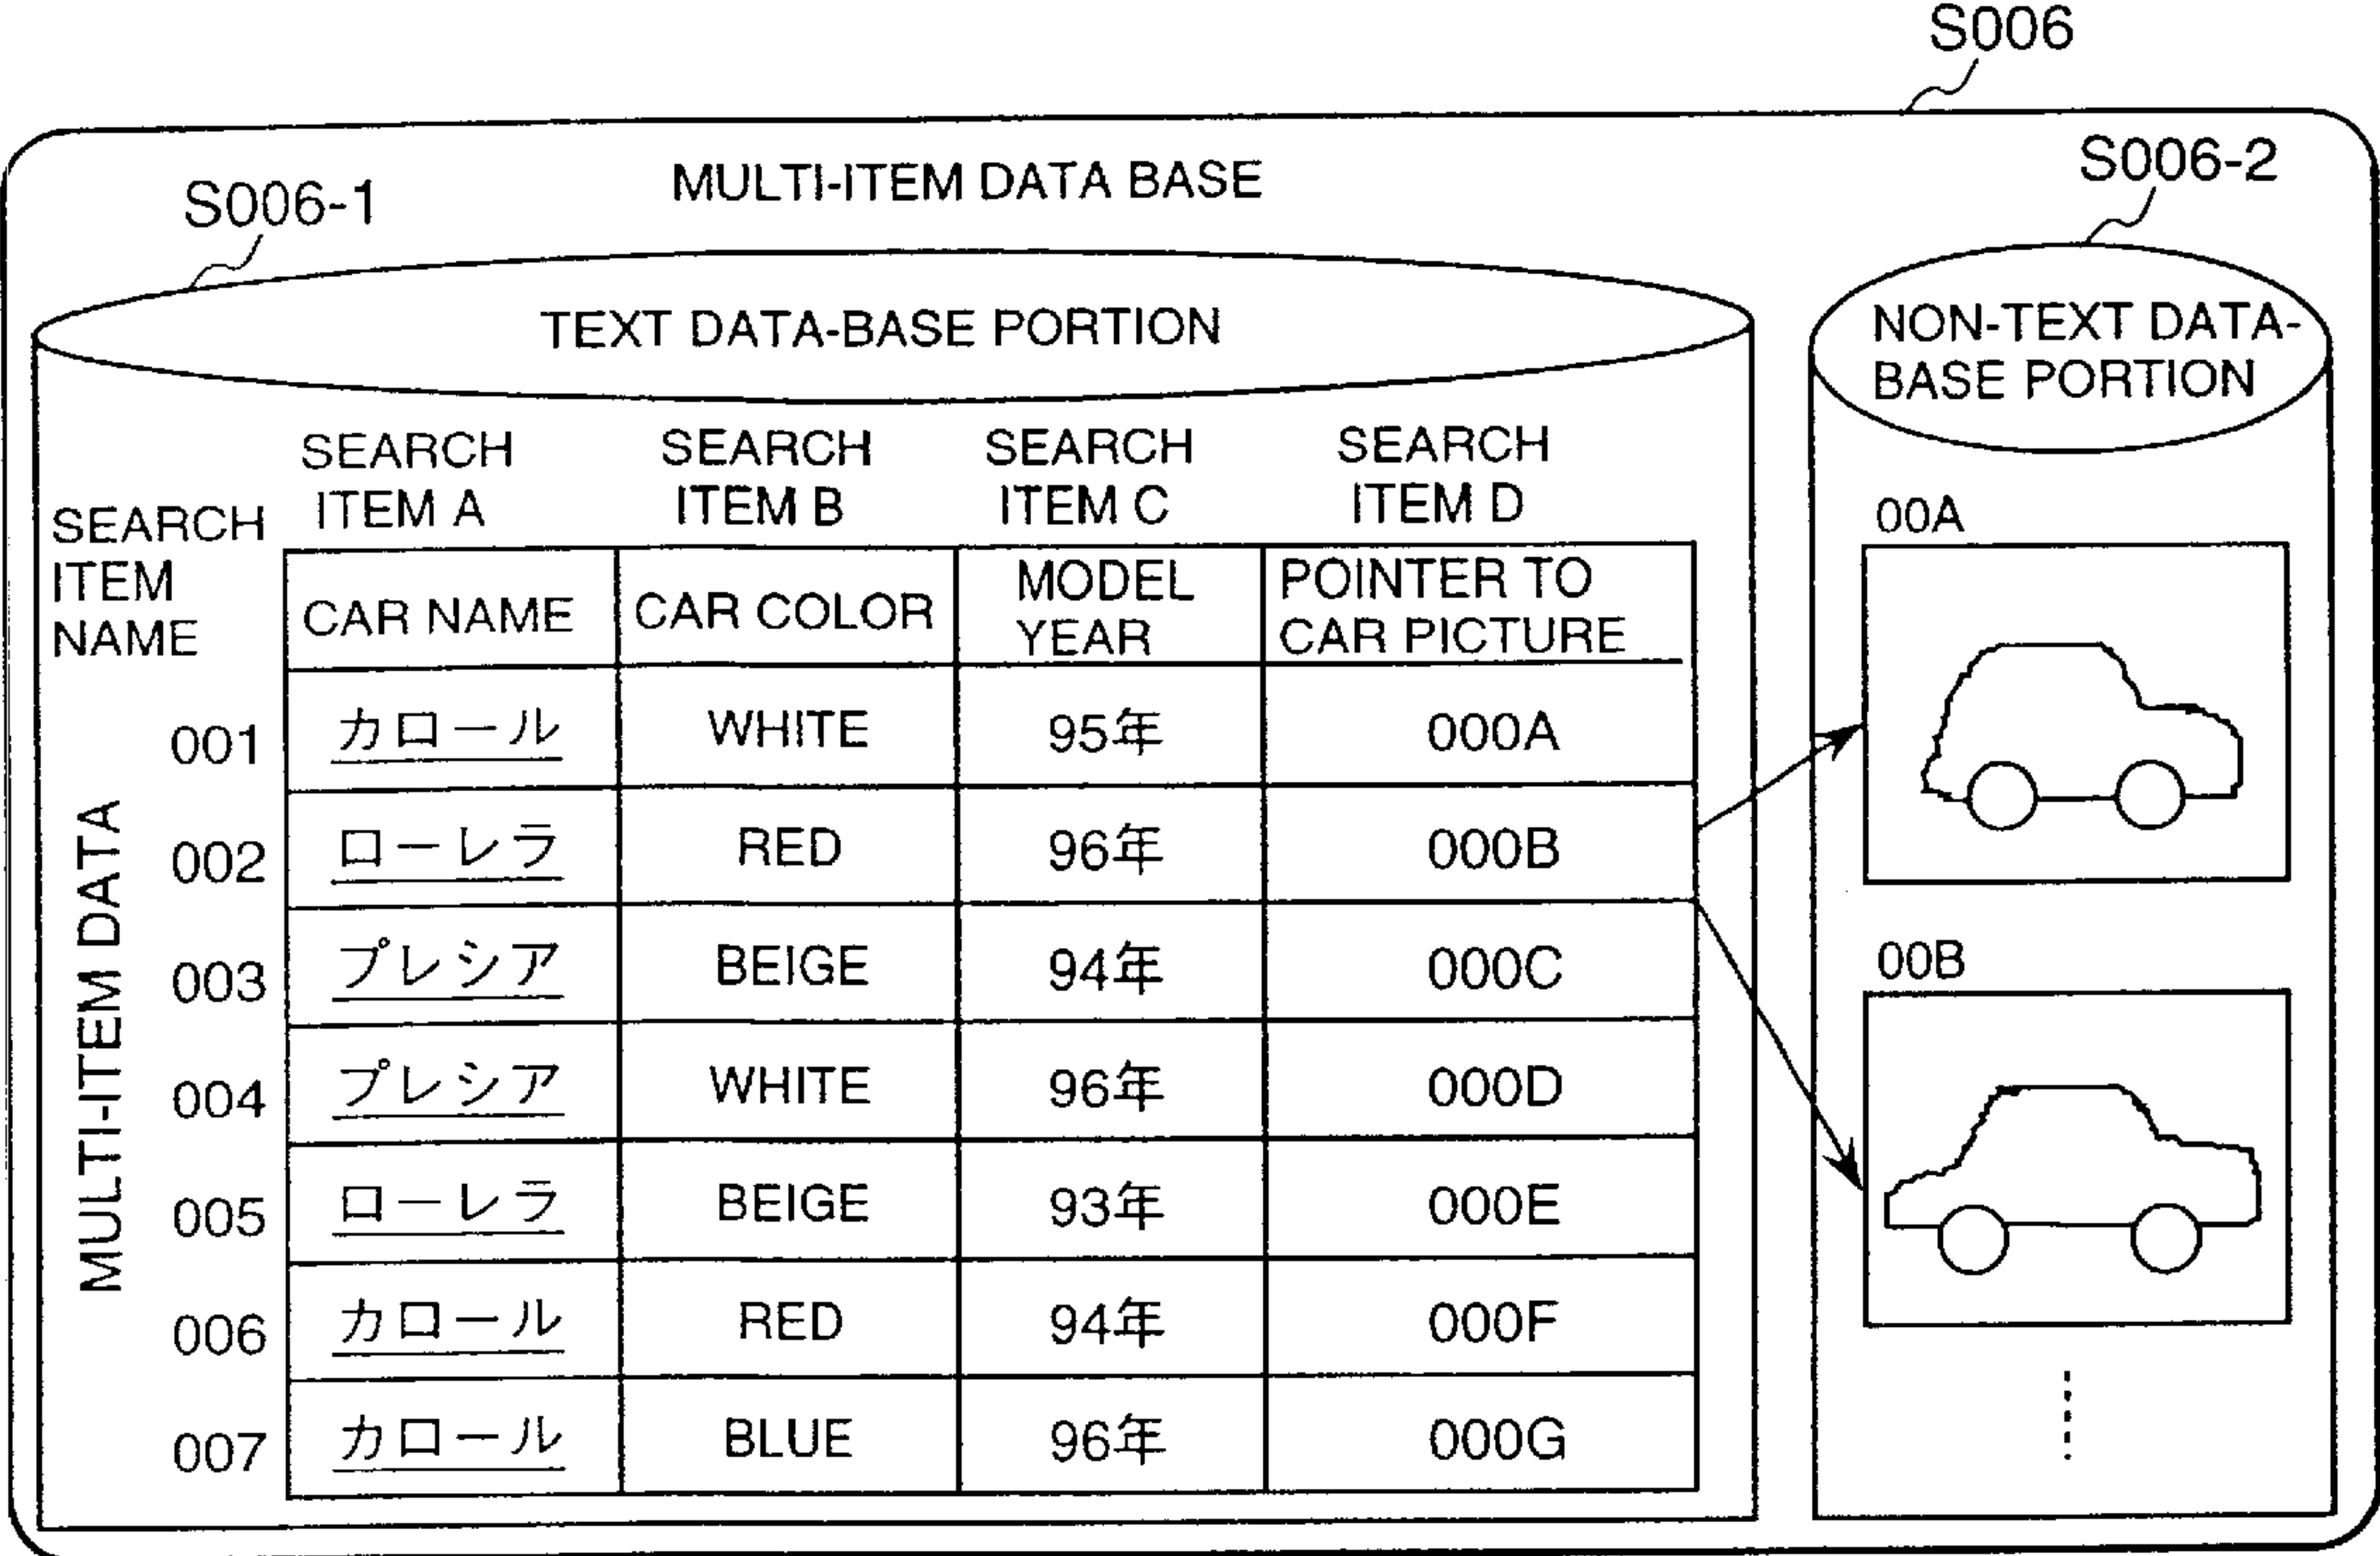 S006
MULTI-ITEM DATA BASE
S006-1
S006-2
TEXT DATA-BASE PORTION
NON-TEXT DATA-
BASE PORTION
SEARCH
ITEM NAME
SEARCH
ITEM A
SEARCH
ITEM B
SEARCH
ITEM C
SEARCH
ITEM D
CAR NAME
CAR COLOR
MODEL
YEAR
POINTER TO
CAR PICTURE
MULTI-ITEM DATA
001 カロール WHITE 95年 000A
002 ローレラ RED 96年 000B
003 プレシア BEIGE 94年 000C
004 プレシア WHITE 96年 000D
005 ローレラ BEIGE 93年 000E
006 カロール RED 94年 000F
007 カロール BLUE 96年 000G
00A
00B